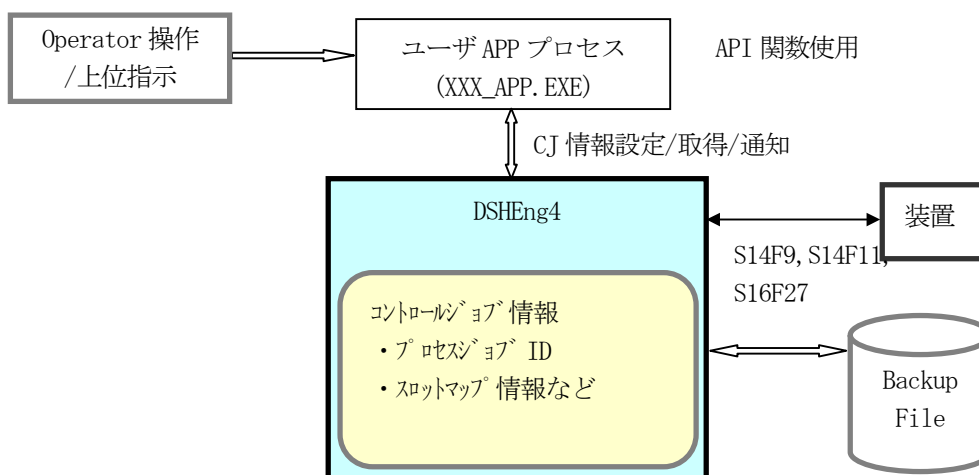 Operator 操作
/上位指示
ユーザ APP プロセス
(XXX_APP.EXE)
API 関数使用
CJ 情報設定/取得/通知
DSHEng4
装置
S14F9, S14F11,
S16F27
コントロールジョブ情報
・プロセスジョブ ID
・スロットマップ情報など
Backup
File